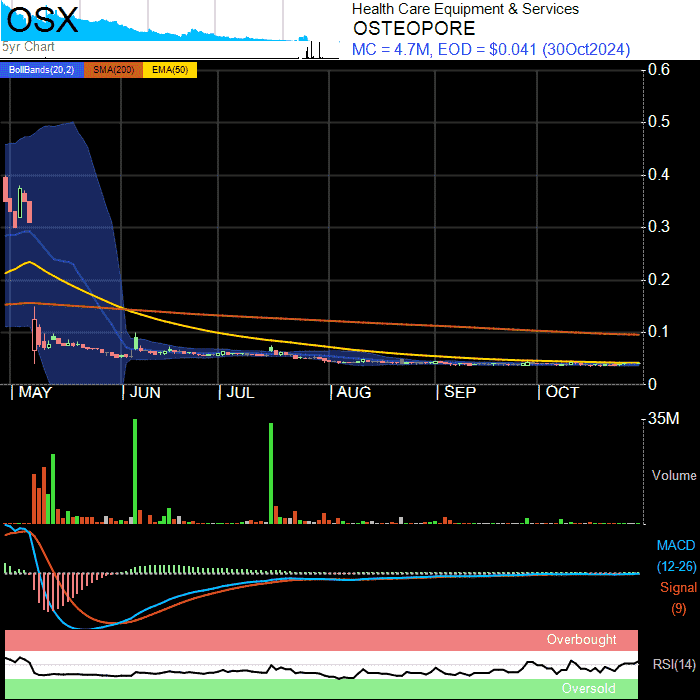 OSX
5yr Chart
Health Care Equipment & Services
OSTEOPORE
MC = 4.7M, EOD = $0.041 (30Oct2024)
BollBands(20,2) SMA(200) EMA(50)
0.6
0.5
0.4
0.3
0.2
0.1
0
MAY JUN JUL AUG SEP OCT
35M
Volume
MACD
(12-26)
Signal
(9)
Overbought
RSI(14)
Oversold